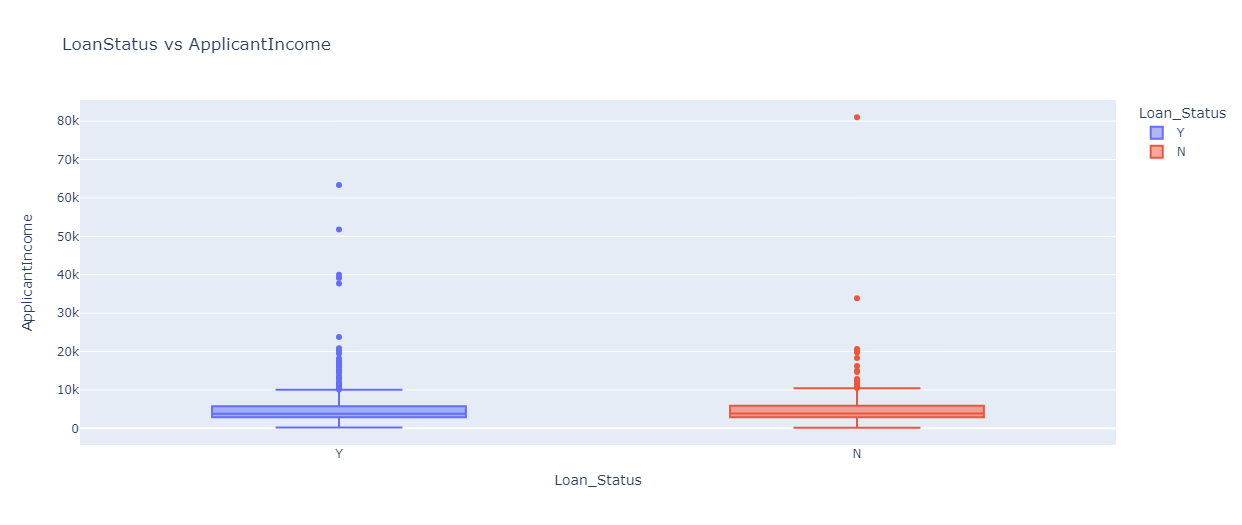 LoanStatus vs ApplicantIncome
Loan_Status
Y
N
ApplicantIncome
80k
70k
60k
50k
40k
30k
20k
10k
0
Y
N
Loan_Status